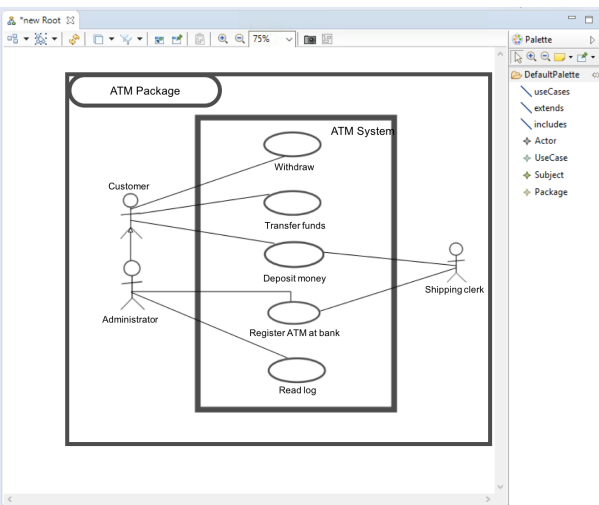 *new Root
75%
Palette
DefaultPalette
useCases
extends
includes
Actor
UseCase
Subject
Package
ATM Package
ATM System
Withdraw
Customer
Transfer funds
Deposit money
Shipping clerk
Administrator
Register ATM at bank
Read log